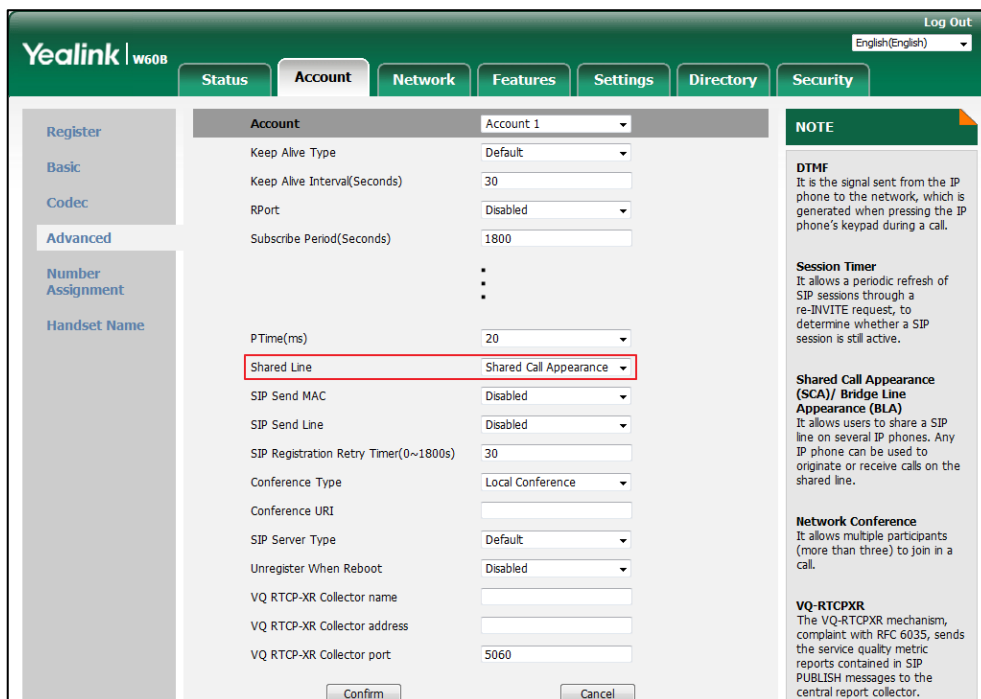 Log Out
Yealink W60B
English(English)
Status Account Network Features Settings Directory Security
Register
Basic
Codec
Advanced
Number
Assignment
Handset Name
Account Account 1
Keep Alive Type Default
Keep Alive Interval(Seconds) 30
RPort Disabled
Subscribe Period(Seconds) 1800
PTime(ms) 20
Shared Line Shared Call Appearance
SIP Send MAC Disabled
SIP Send Line Disabled
SIP Registration Retry Timer(0~1800s) 30
Conference Type Local Conference
Conference URI
SIP Server Type Default
Unregister When Reboot Disabled
VQ RTCP-XR Collector name
VQ RTCP-XR Collector address
VQ RTCP-XR Collector port 5060
Confirm Cancel
NOTE
DTMF
It is the signal sent from the IP
phone to the network, which is
generated when pressing the IP
phone's keypad during a call.
Session Timer
It allows a periodic refresh of
SIP sessions through a
re-INVITE request, to
determine whether a SIP
session is still active.
Shared Call Appearance
(SCA)/ Bridge Line
Appearance (BLA)
It allows users to share a SIP
line on several IP phones. Any
IP phone can be used to
originate or receive calls on the
shared line.
Network Conference
It allows multiple participants
(more than three) to join in a
call.
VQ-RTCPXR
The VQ-RTCPXR mechanism,
complaint with RFC 6035, sends
the service quality metric
reports contained in SIP
PUBLISH messages to the
central report collector.